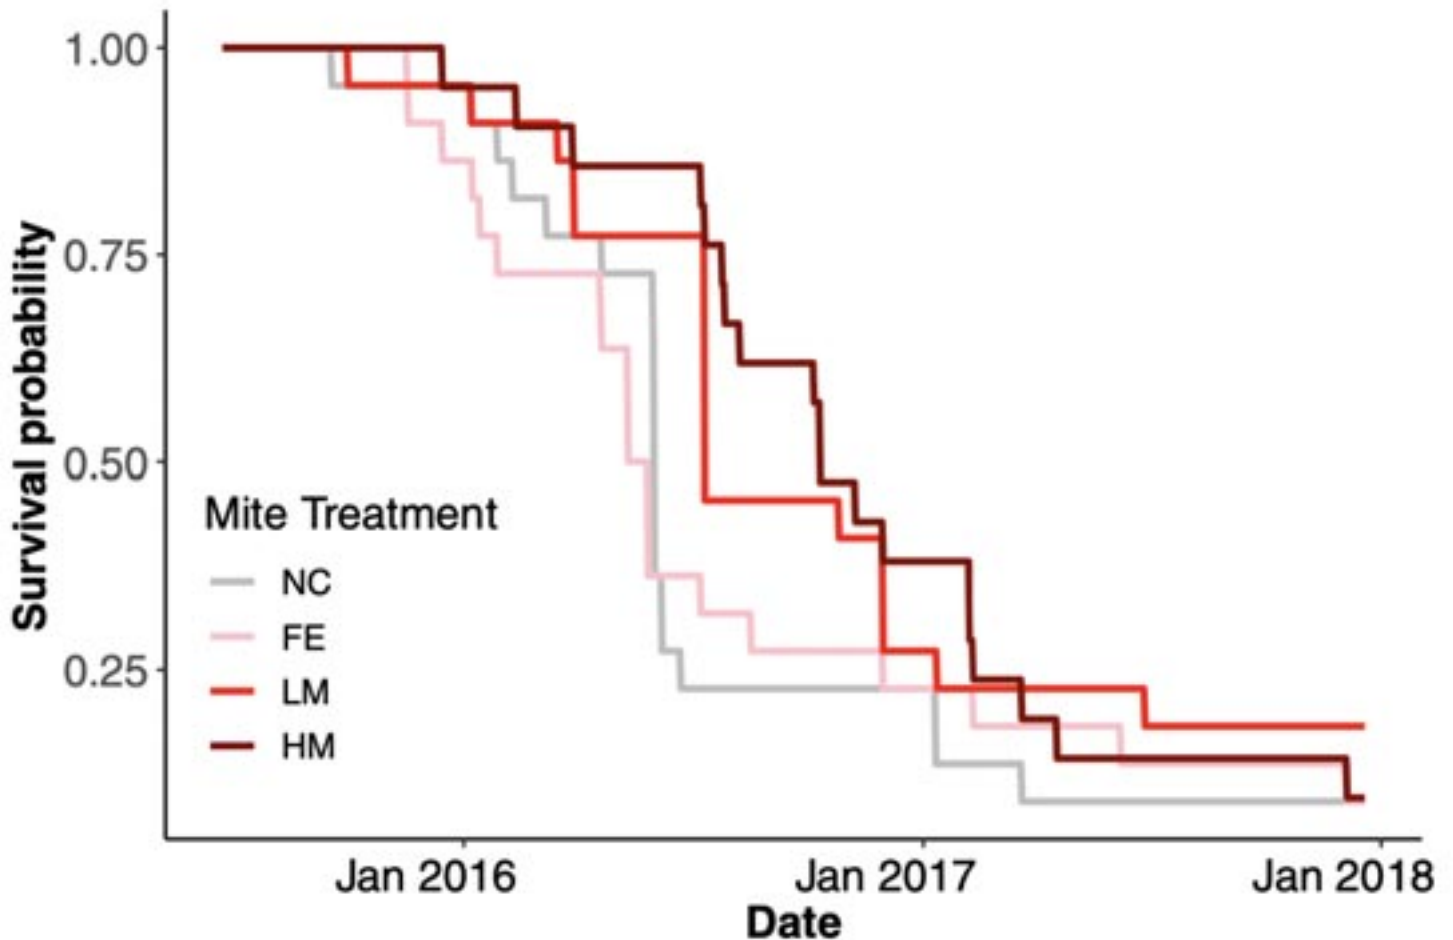 1.00
0.75
0.50
0.25
Survival probability
Mite Treatment
NC
FE
LM
HM
Jan 2016
Jan 2017
Jan 2018
Date